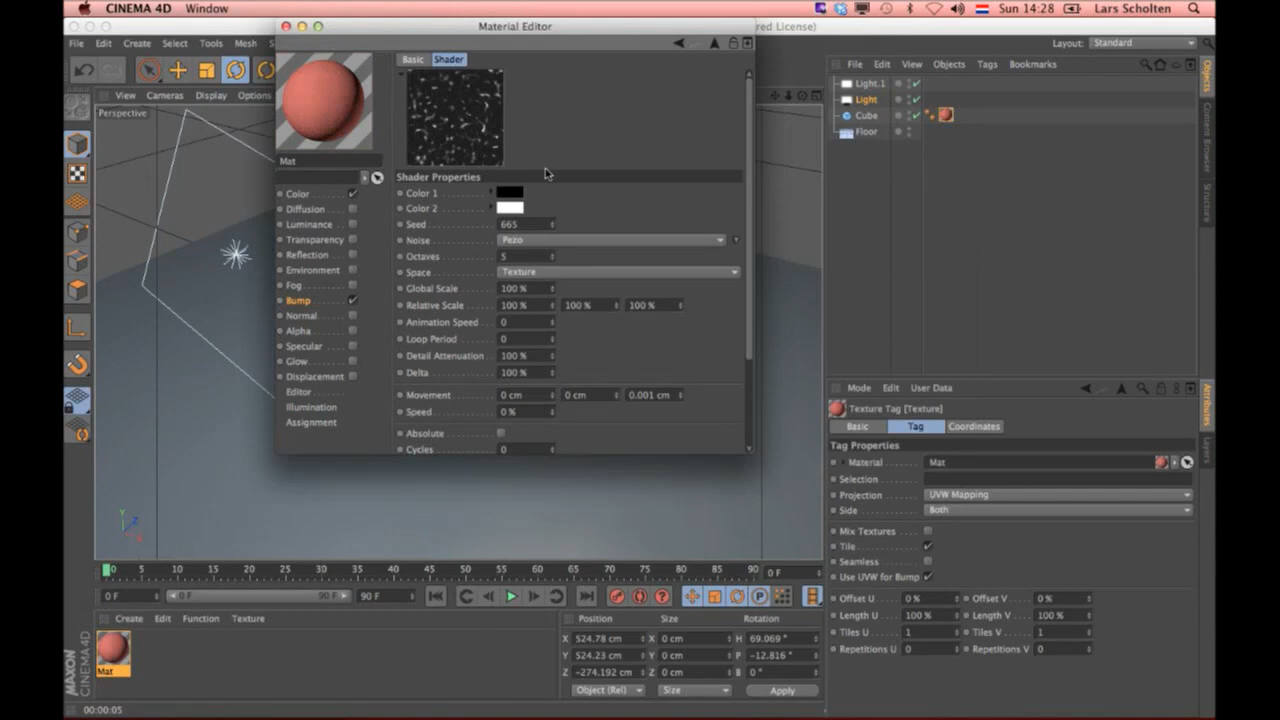 CINEMA 4D Window Sun 14:28 Lars Scholten
Material Editor
red License)
File Edit Create Select Tools Mesh
Layout: Standard
Basic Shader
File Edit View Objects Tags Bookmarks
View Cameras Display Options
Perspective
Light.1
Light
Cube
Floor
Objects
Content Browser
Structure
Mat
Shader Properties
Color
Diffusion
Luminance
Transparency
Reflection
Environment
Fog
Bump
Normal
Alpha
Specular
Glow
Displacement
Editor
Illumination
Assignment
Color 1
Color 2
Seed 665
Noise Pezo
Octaves 5
Space Texture
Global Scale 100 %
Relative Scale 100 % 100 % 100 %
Animation Speed 0
Loop Period 0
Detail Attenuation 100 %
Delta 100 %
Movement 0 cm 0 cm 0.001 cm
Speed 0 %
Absolute
Cycles 0
Mode Edit User Data
Texture Tag [Texture]
Basic Tag Coordinates
Tag Properties
Material Mat
Selection
Projection UVW Mapping
Side Both
Mix Textures
Tile
Seamless
Use UVW for Bump
Offset U 0 % Offset V 0 %
Length U 100 % Length V 100 %
Tiles U 1 Tiles V 1
Repetitions U 0 Repetitions V 0
Attributes
Layers
Y
Z
0 5 10 15 20 25 30 35 40 45 50 55 60 65 70 75 80 85 90 0 F
0 F 0 F 90 F 90 F
Create Edit Function Texture
Mat
Position Size Rotation
X 524.78 cm X 0 cm H 69.069 °
Y 524.23 cm Y 0 cm P -12.816 °
Z -274.192 cm Z 0 cm B 0 °
Object (Rel) Size Apply
MAXON
CINEMA 4D
00:00:05